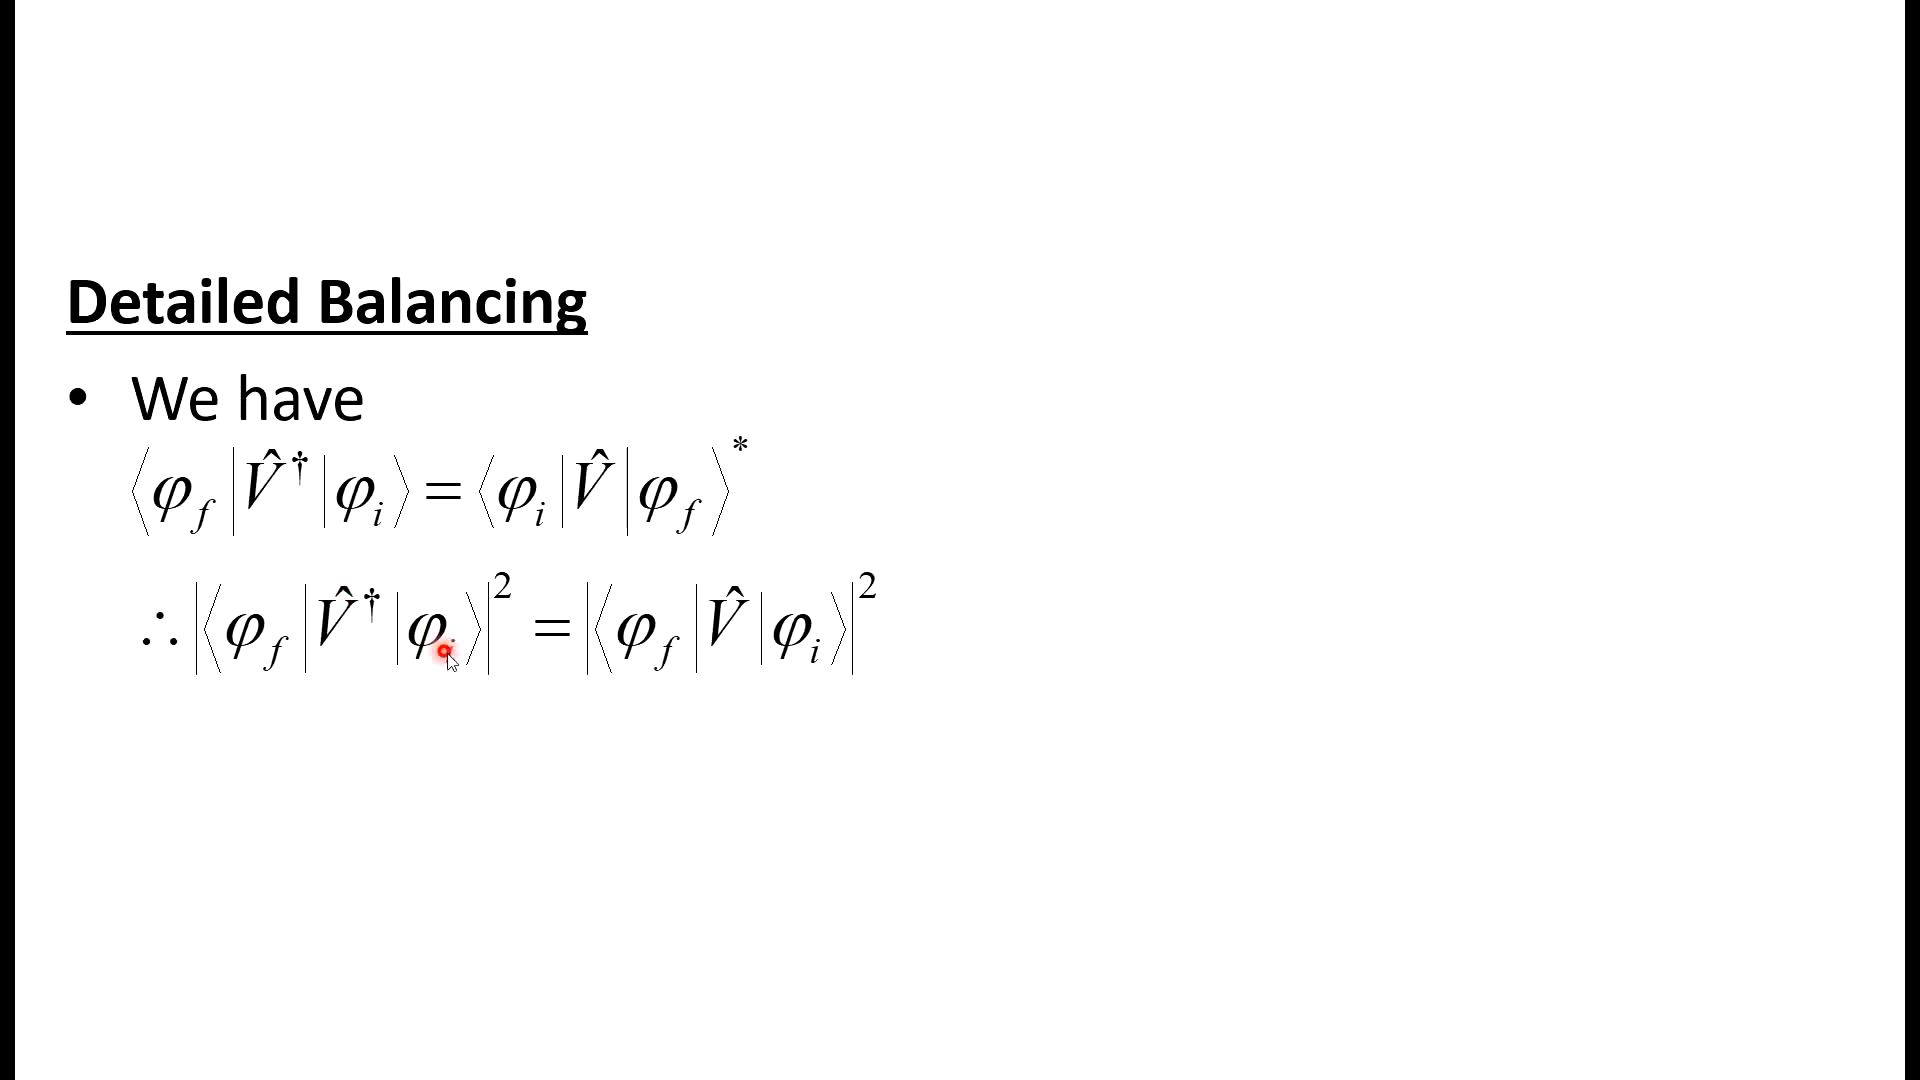 Detailed Balancing
• We have
⟨φ_f|V̂†|φ_i⟩ = ⟨φ_i|V̂|φ_f⟩*
∴ |⟨φ_f|V̂†|φ_i⟩|² = |⟨φ_f|V̂|φ_i⟩|²